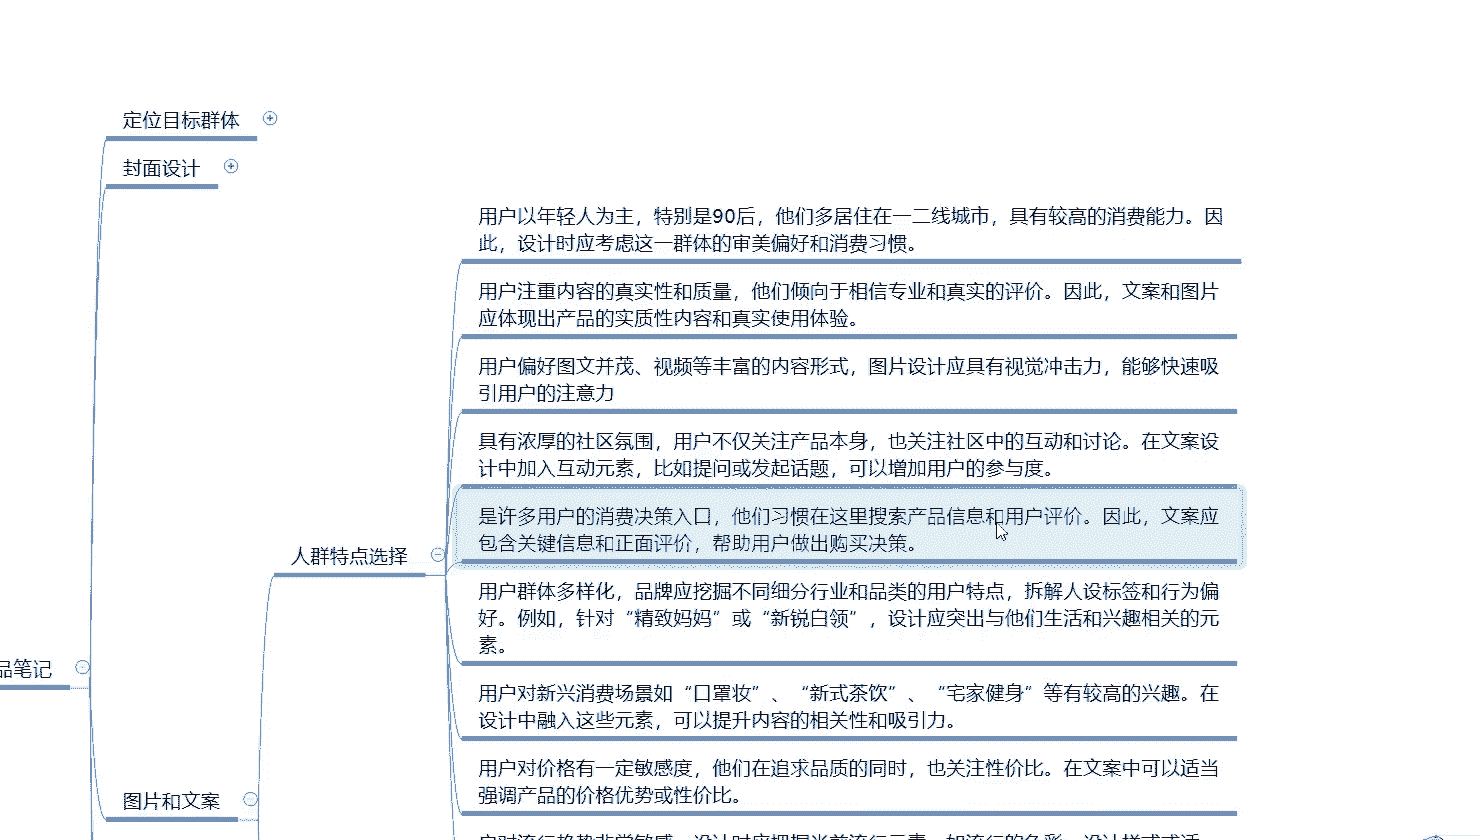 定位目标群体
封面设计
用户以年轻人为主，特别是90后，他们多居住在一二线城市，具有较高的消费能力。因
此，设计时应考虑这一群体的审美偏好和消费习惯。
用户注重内容的真实性和质量，他们倾向于相信专业和真实的评价。因此，文案和图片
应体现出产品的实质性内容和真实使用体验。
用户偏好图文并茂、视频等丰富的内容形式，图片设计应具有视觉冲击力，能够快速吸
引用户的注意力
具有浓厚的社区氛围，用户不仅关注产品本身，也关注社区中的互动和讨论。在文案设
计中加入互动元素，比如提问或发起话题，可以增加用户的参与度。
是许多用户的消费决策入口，他们习惯在这里搜索产品信息和用户评价。因此，文案应
包含关键信息和正面评价，帮助用户做出购买决策。
人群特点选择
用户群体多样化，品牌应挖掘不同细分行业和品类的用户特点，拆解人设标签和行为偏
好。例如，针对“精致妈妈”或“新锐白领”，设计应突出与他们生活和兴趣相关的元
素。
品笔记
用户对新兴消费场景如“口罩妆”、“新式茶饮”、“宅家健身”等有较高的兴趣。在
设计中融入这些元素，可以提升内容的相关性和吸引力。
用户对价格有一定敏感度，他们在追求品质的同时，也关注性价比。在文案中可以适当
强调产品的价格优势或性价比。
图片和文案